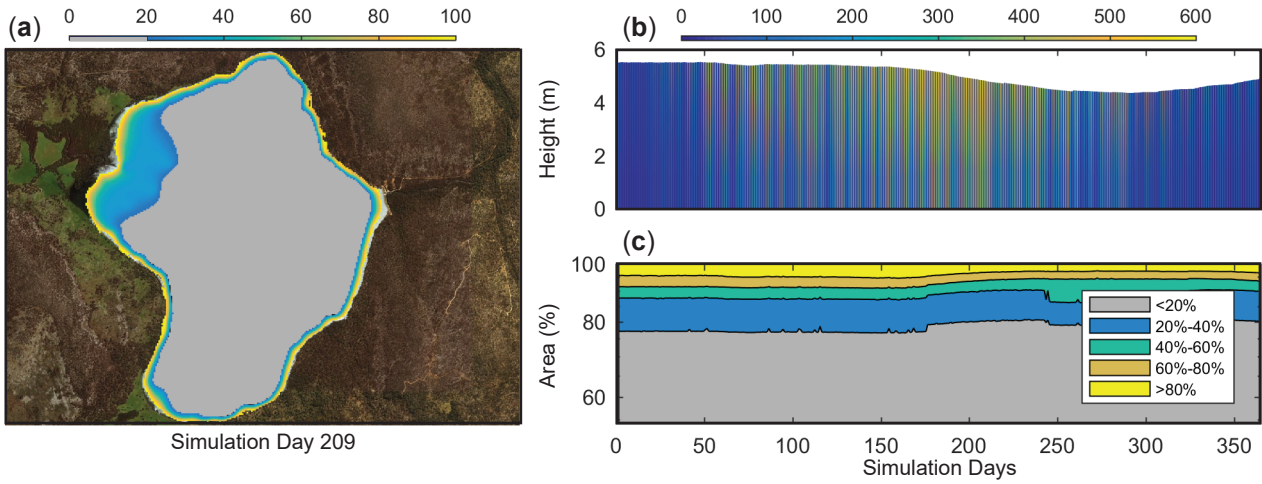 (a)
0 20 40 60 80 100
Simulation Day 209
(b)
0 100 200 300 400 500 600
Height (m)
6
4
2
0
(c)
Area (%)
100
80
60
<20%
20%-40%
40%-60%
60%-80%
>80%
0 50 100 150 200 250 300 350
Simulation Days